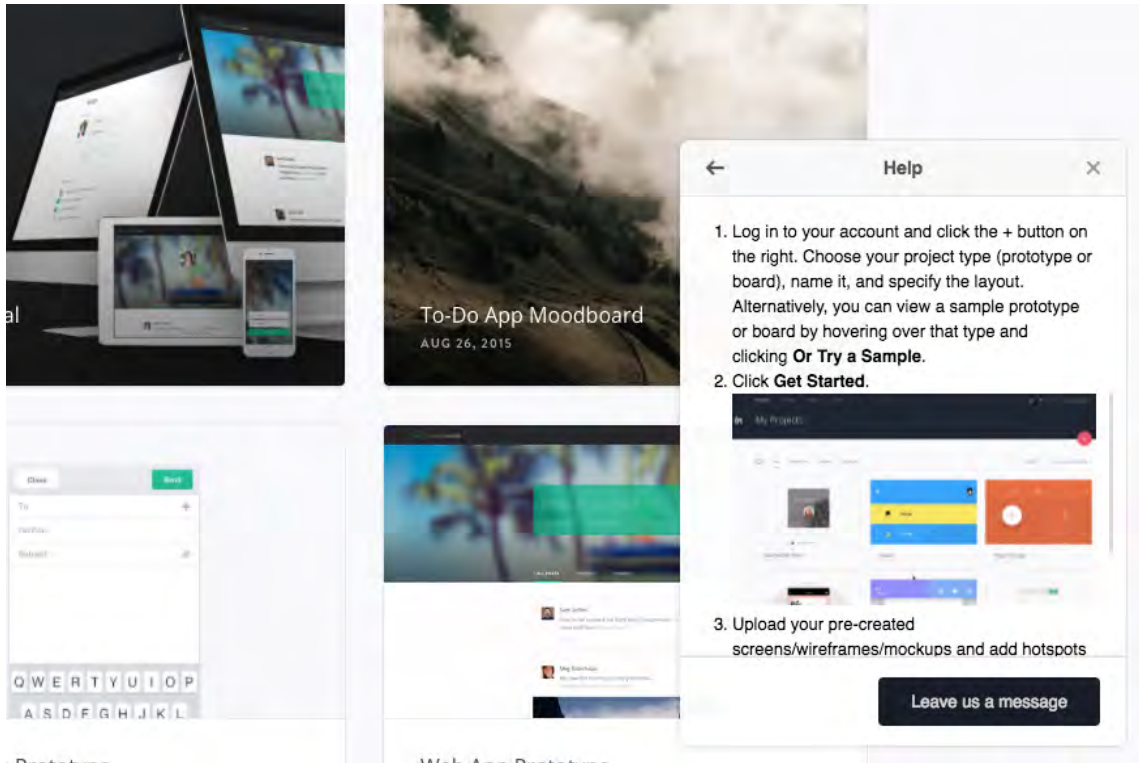 al
To-Do App Moodboard
AUG 26, 2015
Close
Send
To
Subject
Q W E R T Y U I O P
A S D F G H J K L
Prototype
Web App Prototype
Help
1. Log in to your account and click the + button on
the right. Choose your project type (prototype or
board), name it, and specify the layout.
Alternatively, you can view a sample prototype
or board by hovering over that type and
clicking Or Try a Sample.
2. Click Get Started.
in My Projects
3. Upload your pre-created
screens/wireframes/mockups and add hotspots
Leave us a message